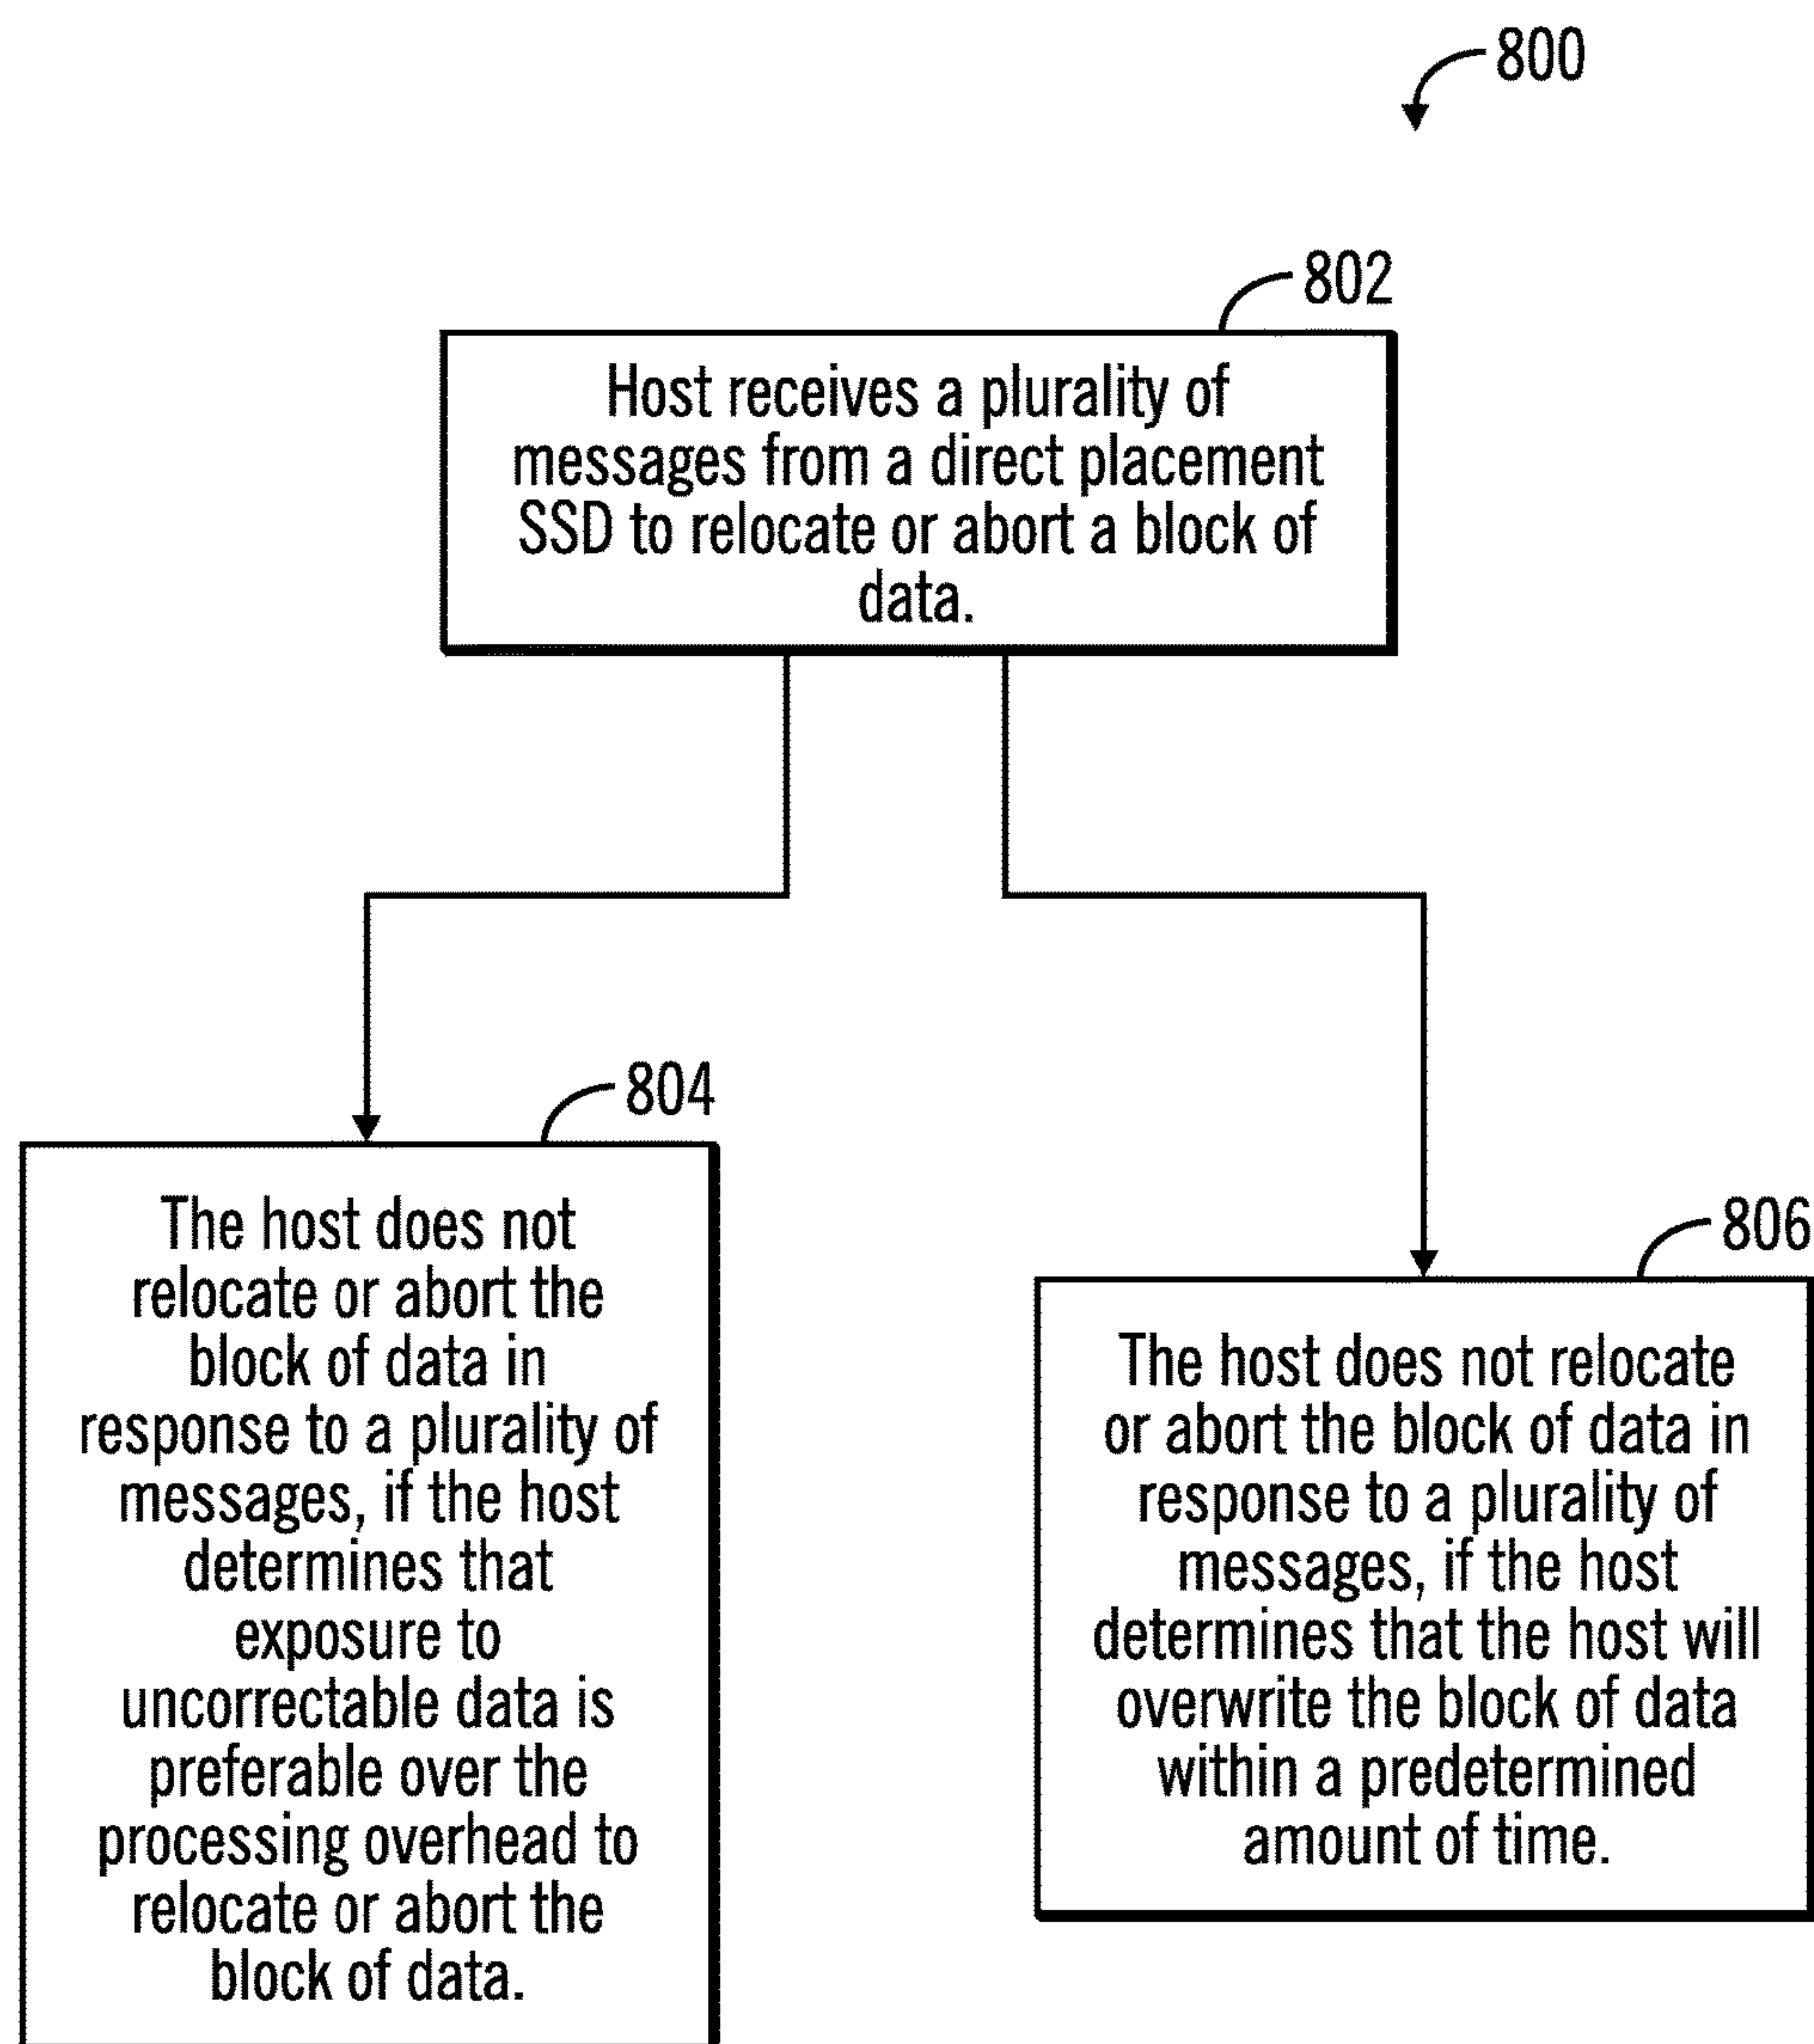 800
802
Host receives a plurality of
messages from a direct placement
SSD to relocate or abort a block of
data.
804
The host does not
relocate or abort the
block of data in
response to a plurality of
messages, if the host
determines that
exposure to
uncorrectable data is
preferable over the
processing overhead to
relocate or abort the
block of data.
806
The host does not relocate
or abort the block of data in
response to a plurality of
messages, if the host
determines that the host will
overwrite the block of data
within a predetermined
amount of time.